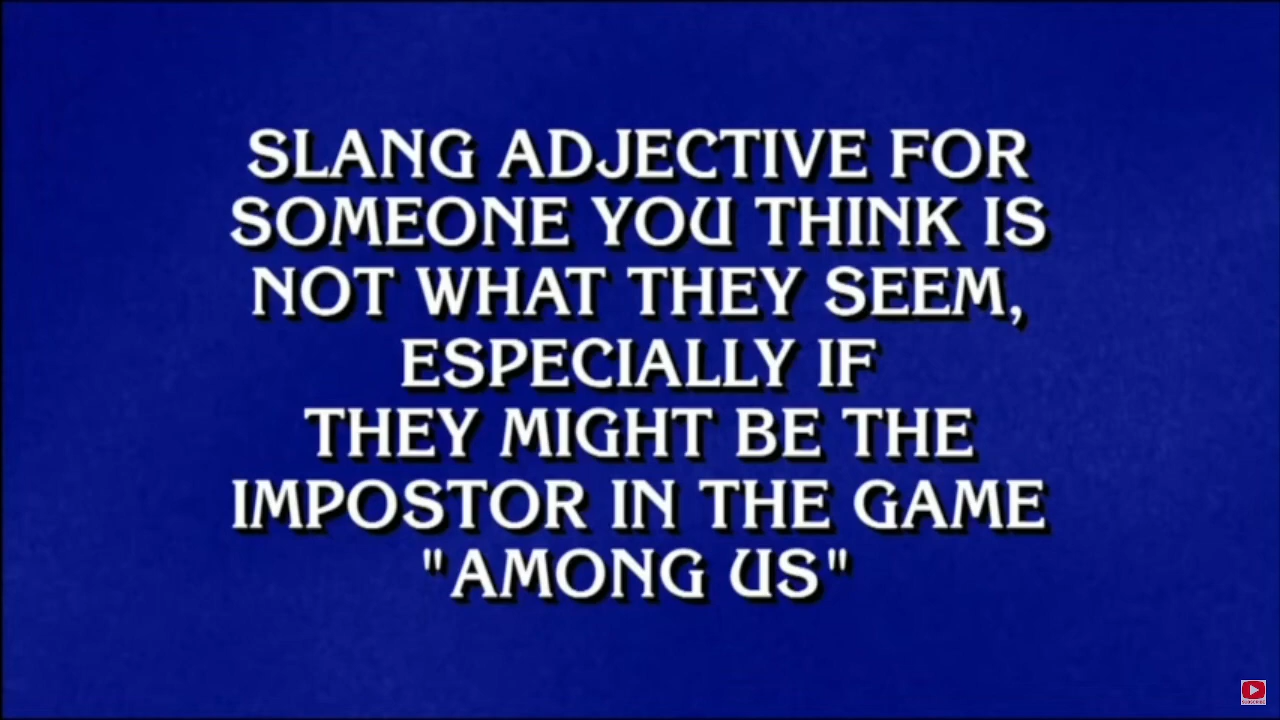 SLANG ADJECTIVE FOR
SOMEONE YOU THINK IS
NOT WHAT THEY SEEM,
ESPECIALLY IF
THEY MIGHT BE THE
IMPOSTOR IN THE GAME
"AMONG US"
SUBSCRIBE